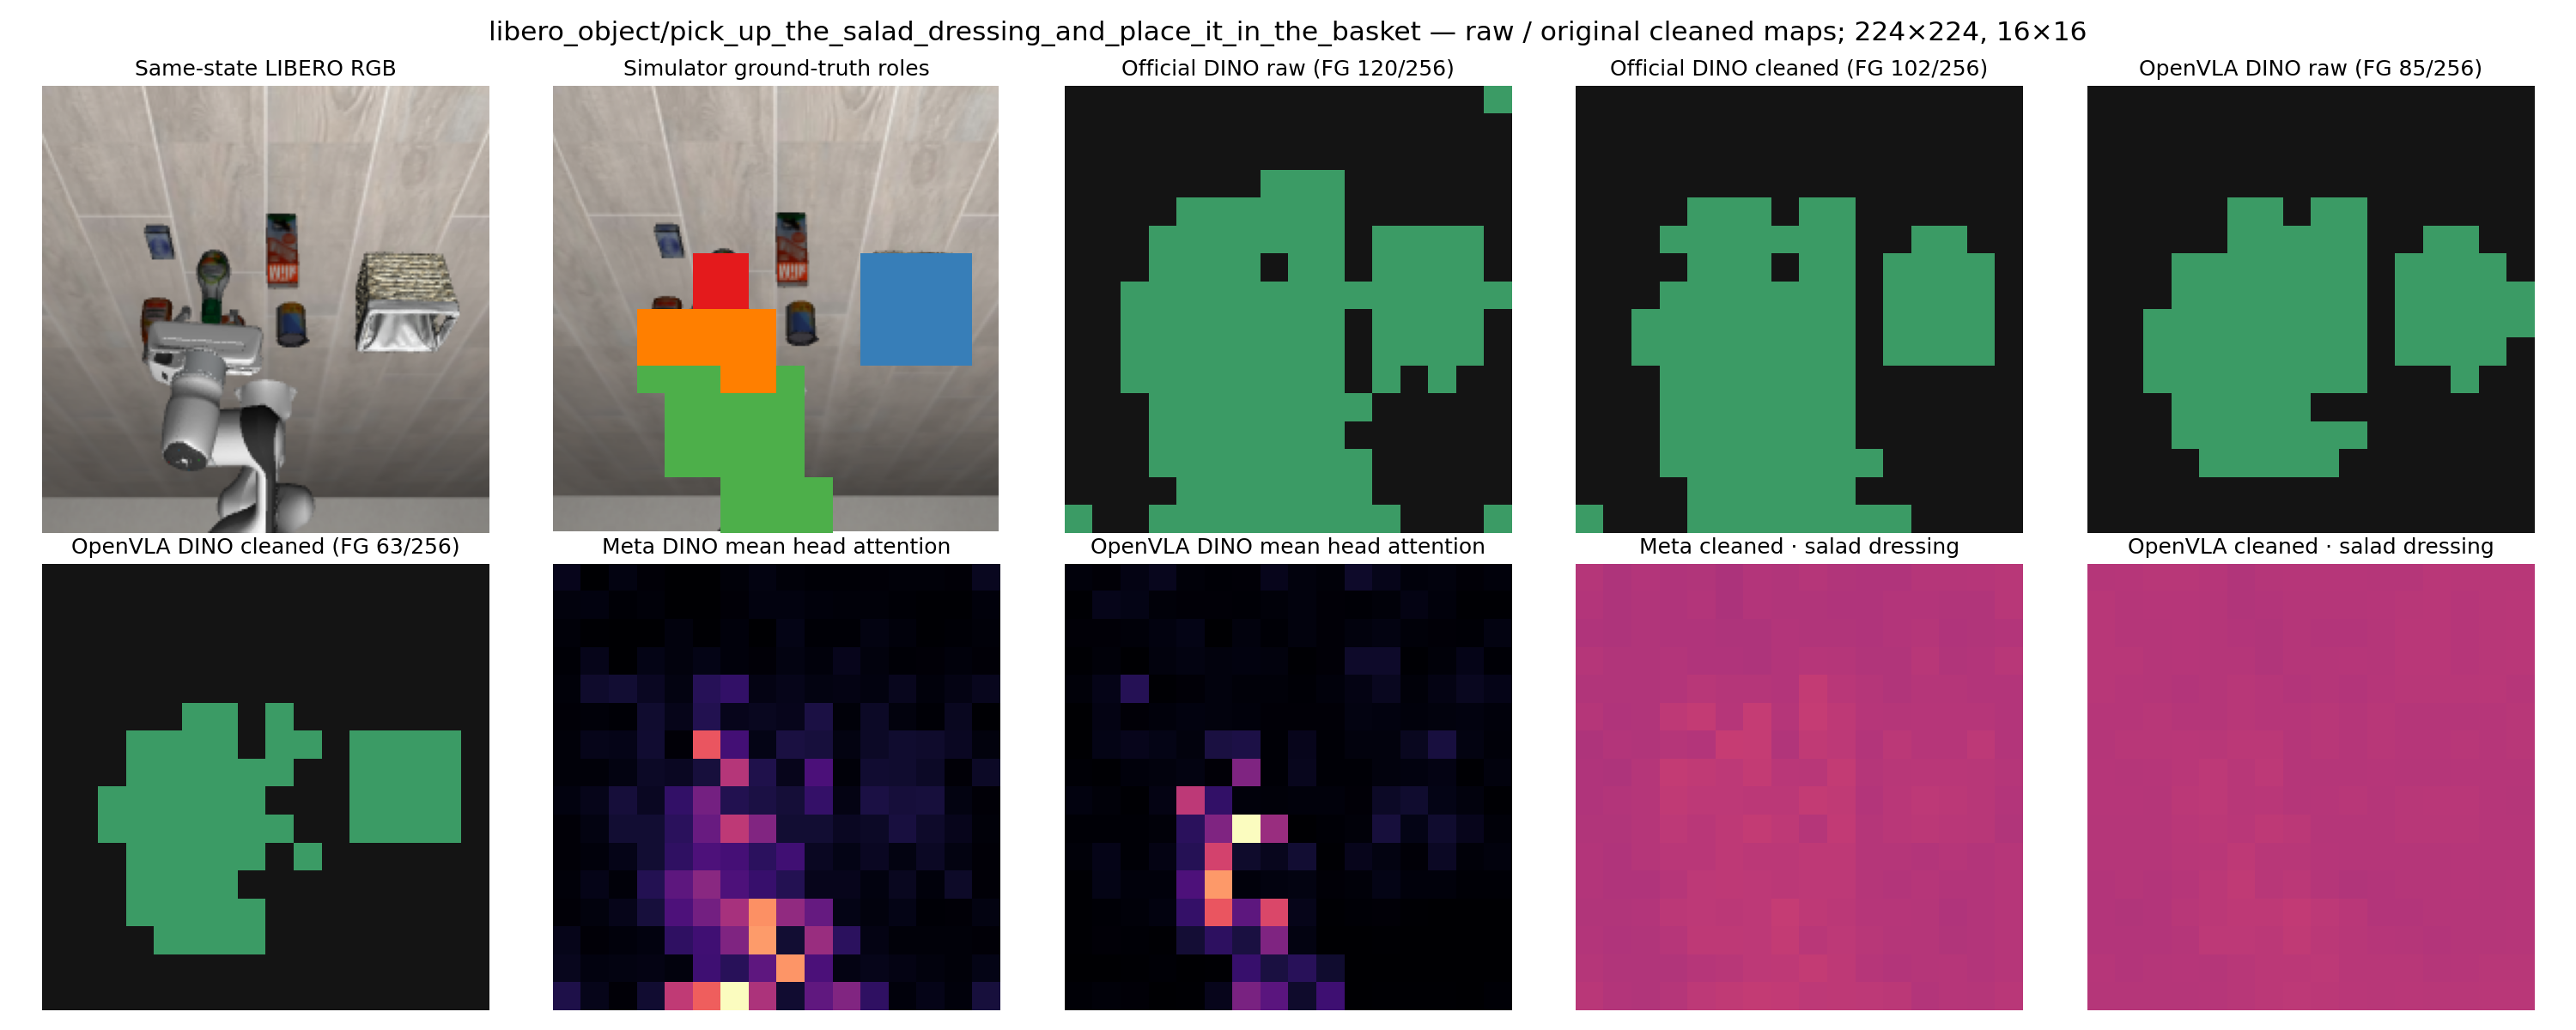 libero_object/pick_up_the_salad_dressing_and_place_it_in_the_basket — raw / original cleaned maps; 224×224, 16×16
Same-state LIBERO RGB
Simulator ground-truth roles
Official DINO raw (FG 120/256)
Official DINO cleaned (FG 102/256)
OpenVLA DINO raw (FG 85/256)
OpenVLA DINO cleaned (FG 63/256)
Meta DINO mean head attention
OpenVLA DINO mean head attention
Meta cleaned · salad dressing
OpenVLA cleaned · salad dressing